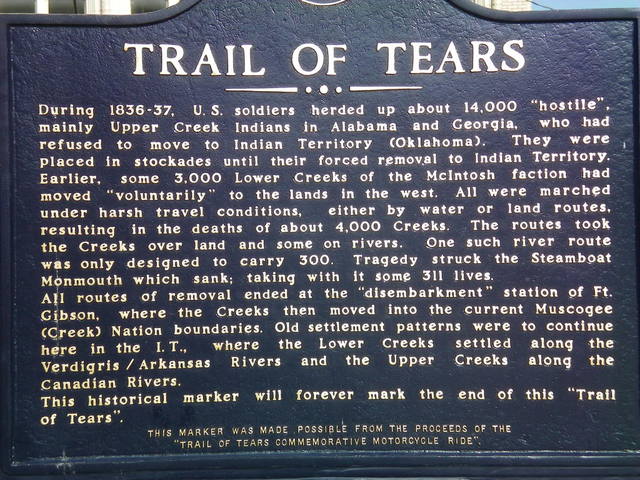 TRAIL OF TEARS
During 1836-37, U.S. soldiers herded up about 14,000 "hostile",
mainly Upper Creek Indians in Alabama and Georgia, who had
refused to move to Indian Territory (Oklahoma). They were
placed in stockades until their forced removal to Indian Territory.
Earlier, some 3,000 Lower Creeks of the McIntosh faction had
moved "voluntarily" to the lands in the west. All were marched
under harsh travel conditions, either by water or land routes,
resulting in the deaths of about 4,000 Creeks. The routes took
the Creeks over land and some on rivers. One such river route
was only designed to carry 300. Tragedy struck the Steamboat
Monmouth which sank; taking with it some 311 lives.
All routes of removal ended at the "disembarkment" station of Ft.
Gibson, where the Creeks then moved into the current Muscogee
(Creek) Nation boundaries. Old settlement patterns were to continue
here in the I.T., where the Lower Creeks settled along the
Verdigris/Arkansas Rivers and the Upper Creeks along the
Canadian Rivers.
This historical marker will forever mark the end of this "Trail
of Tears".
THIS MARKER WAS MADE POSSIBLE FROM THE PROCEEDS OF THE
"TRAIL OF TEARS COMMEMORATIVE MOTORCYCLE RIDE".